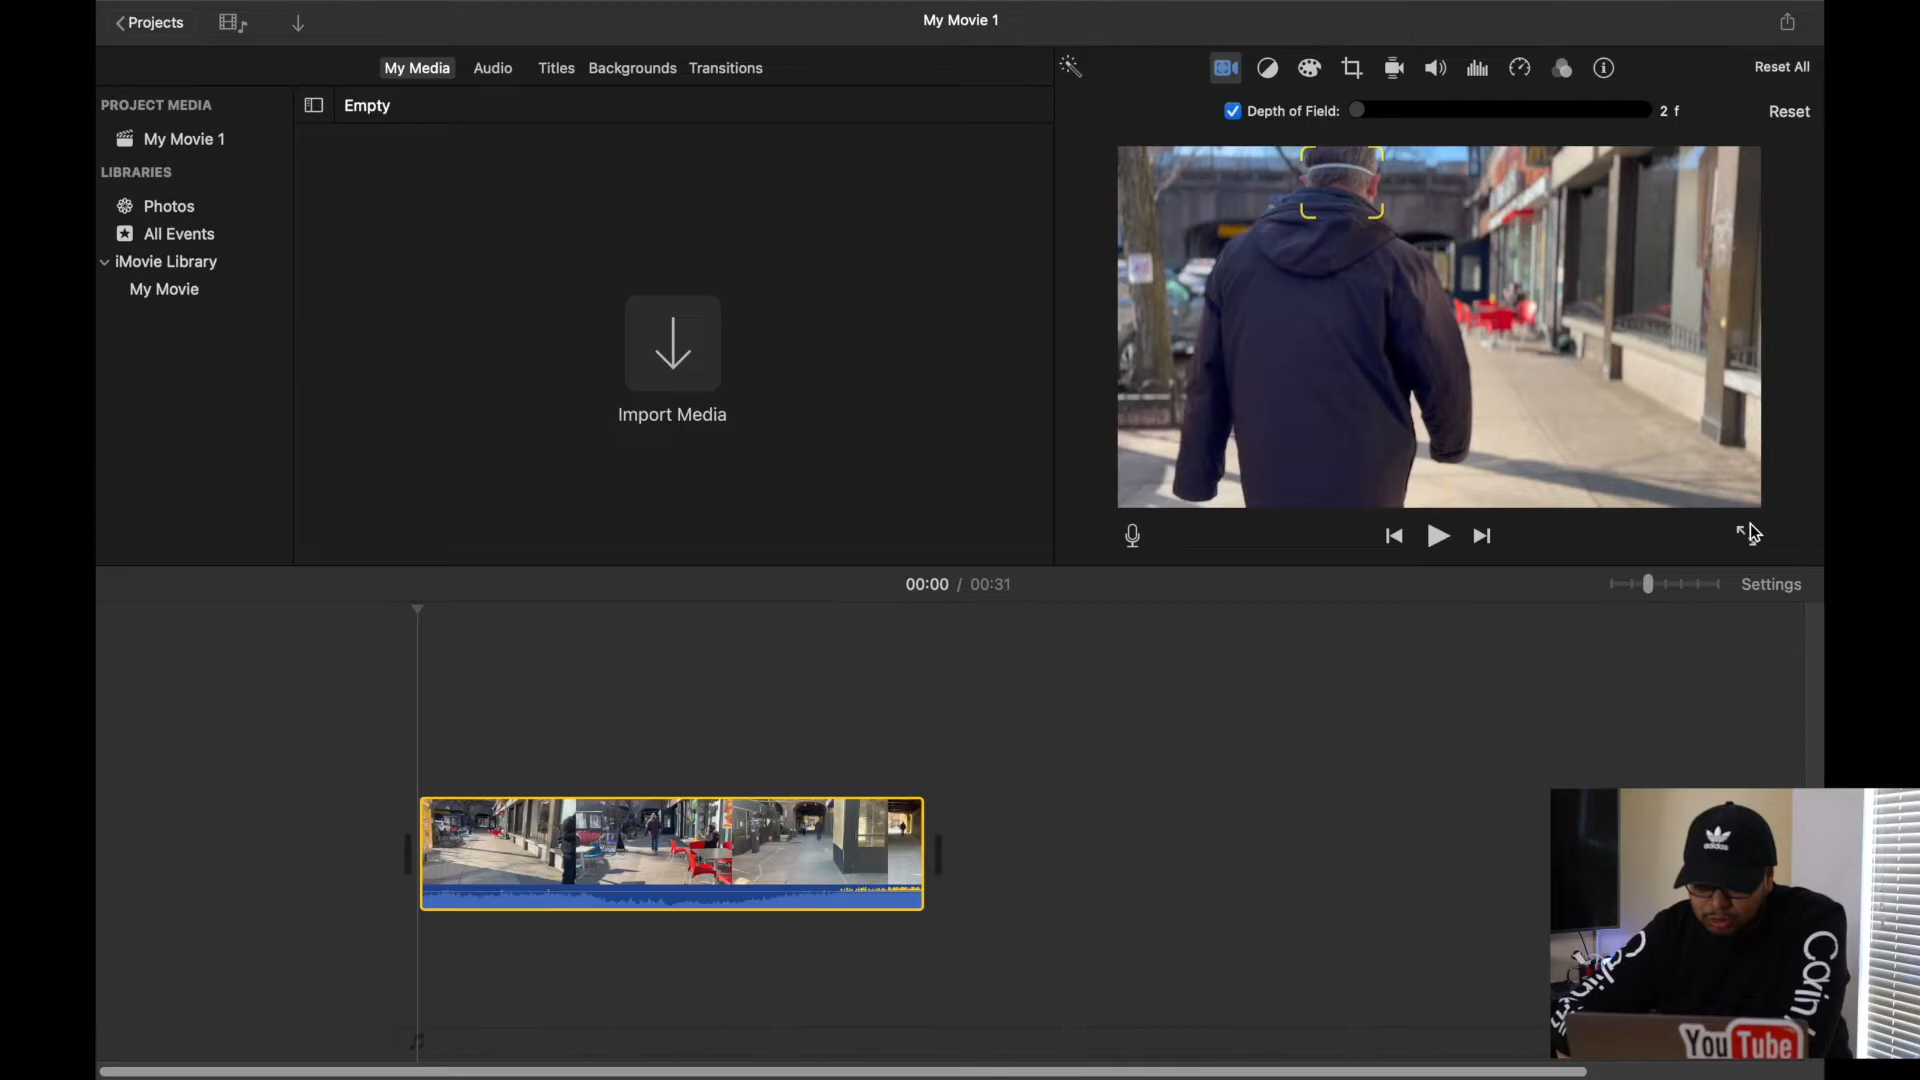 Projects
My Movie 1
My Media Audio Titles Backgrounds Transitions
Reset All
PROJECT MEDIA
Empty
Depth of Field: 2 f
Reset
My Movie 1
LIBRARIES
Photos
All Events
iMovie Library
My Movie
Import Media
00:00 / 00:31
Settings
adidas
Calvin
YouTube